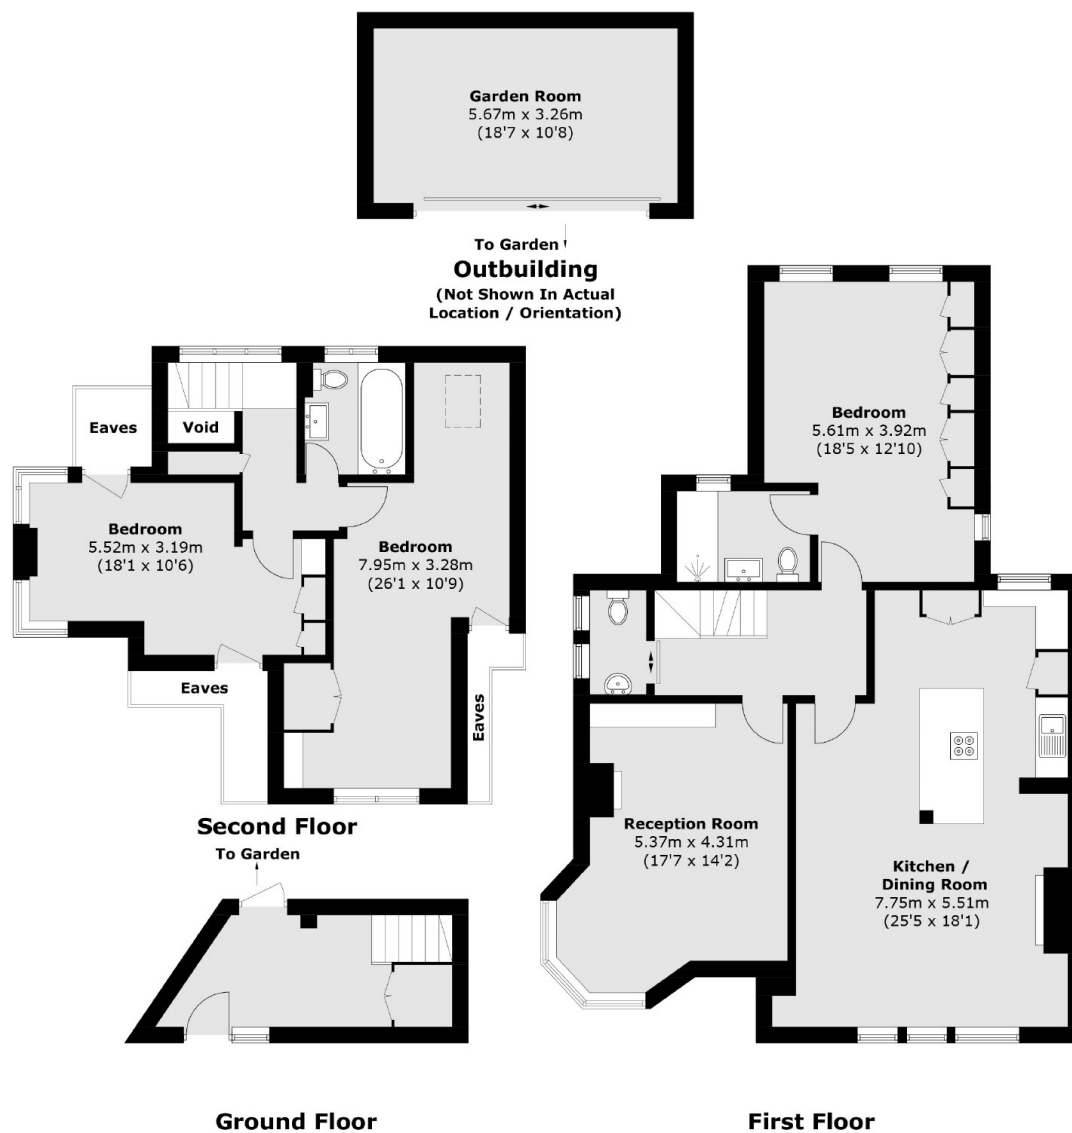 Garden Room
5.67m x 3.26m
(18'7 x 10'8)
To Garden
Outbuilding
(Not Shown In Actual
Location / Orientation)
Eaves
Void
Bedroom
5.52m x 3.19m
(18'1 x 10'6)
Bedroom
7.95m x 3.28m
(26'1 x 10'9)
Eaves
Eaves
Second Floor
Bedroom
5.61m x 3.92m
(18'5 x 12'10)
Reception Room
5.37m x 4.31m
(17'7 x 14'2)
Kitchen /
Dining Room
7.75m x 5.51m
(25'5 x 18'1)
To Garden
Ground Floor
First Floor